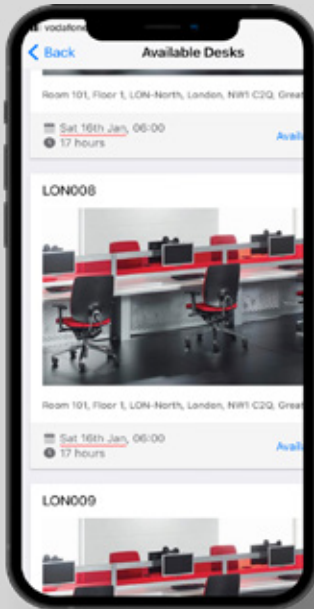 vodafone
Back Available Desks
Room 101, Floor 1, LON-North, London, NW1 C2Q, Great
Sat 16th Jan, 06:00
17 hours
Availa
LON008
Room 101, Floor 1, LON-North, London, NW1 C2Q, Great
Sat 16th Jan, 06:00
17 hours
Availa
LON009